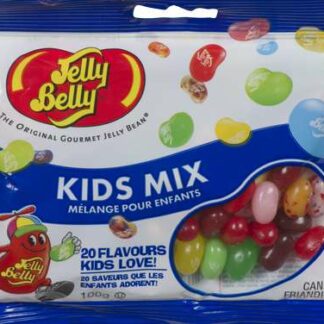 Jelly
Belly
THE ORIGINAL GOURMET JELLY BEAN®
KIDS MIX
MÉLANGE POUR ENFANTS
Jelly
Belly
20 FLAVOURS
KIDS LOVE!
20 SAVEURS QUE LES
ENFANTS ADORENT!
100g
CAN
FRIAND